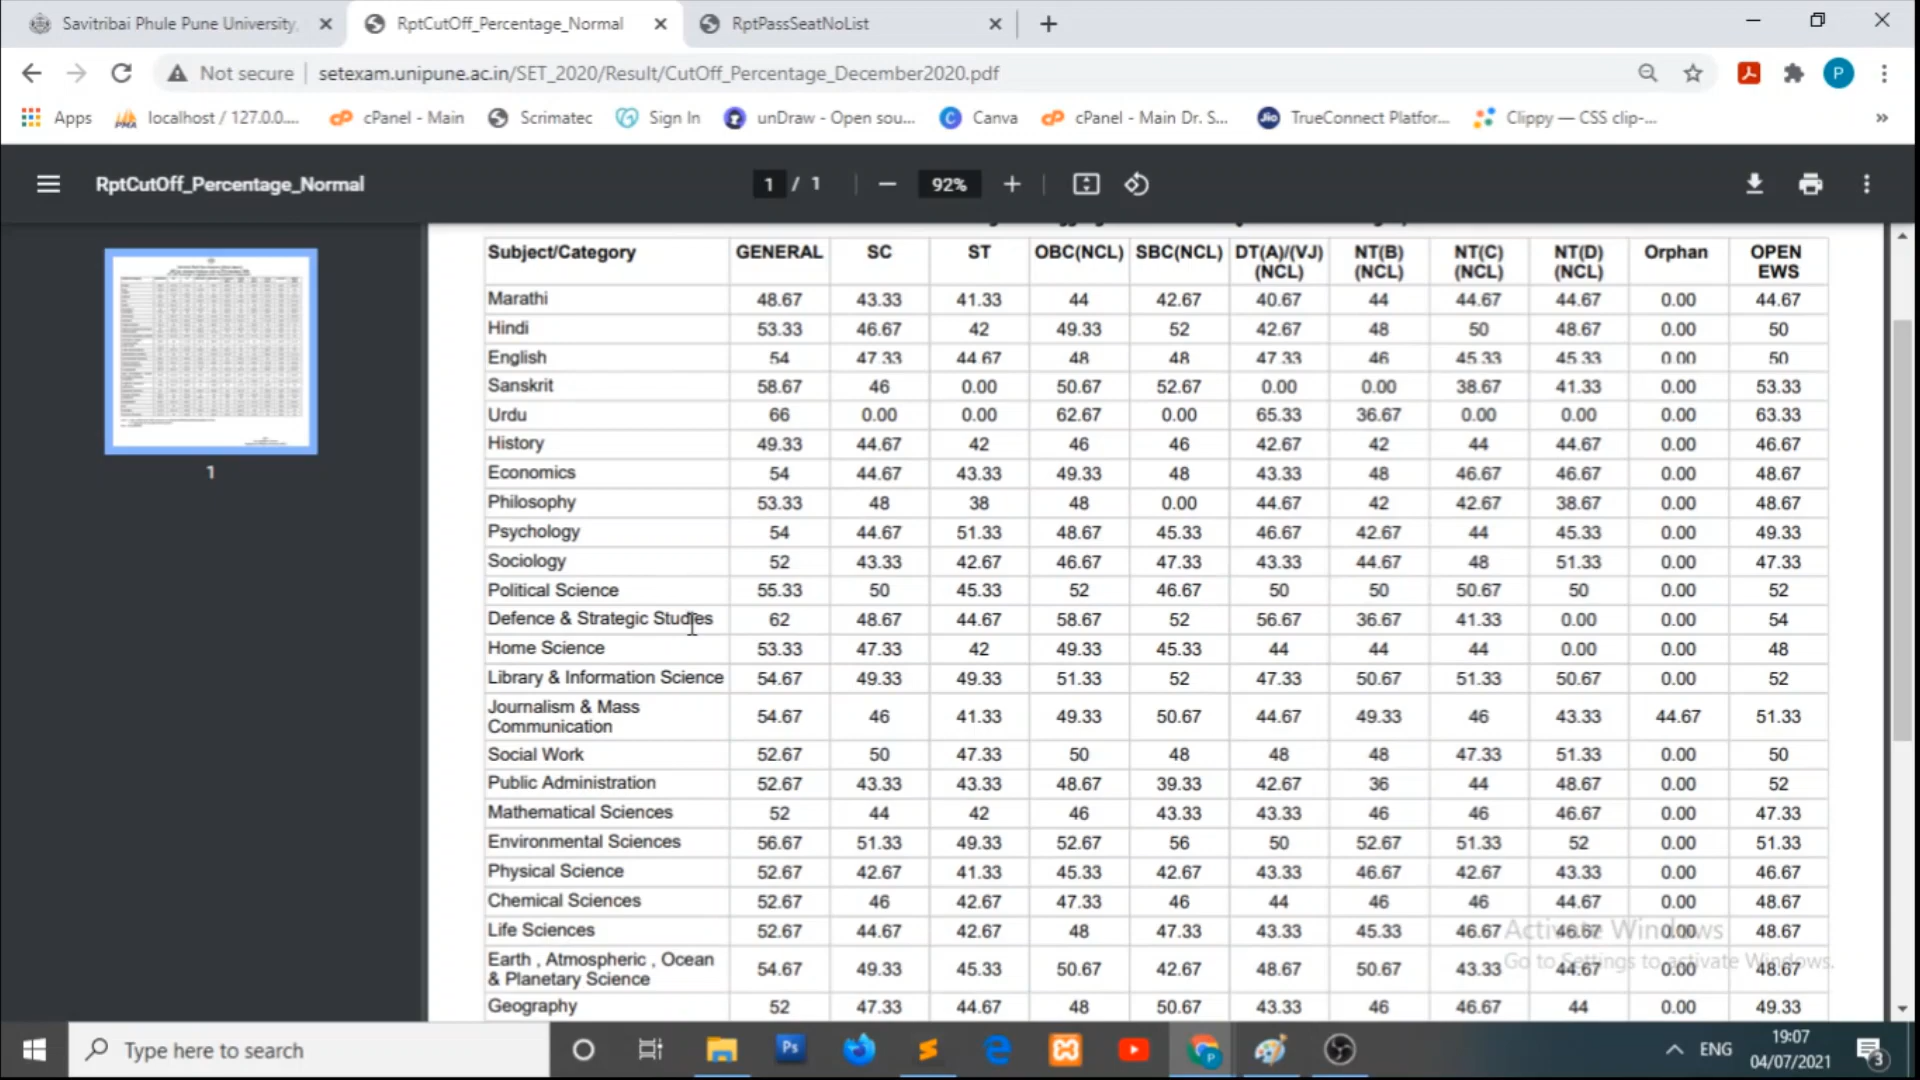 Savitribai Phule Pune University,
RptCutOff_Percentage_Normal
RptPassSeatNoList
Not secure
setexam.unipune.ac.in/SET_2020/Result/CutOff_Percentage_December2020.pdf
P
Apps
localhost / 127.0.0....
cPanel - Main
Scrimatec
Sign In
unDraw - Open sou...
Canva
cPanel - Main Dr. S...
Jio
TrueConnect Platfor...
Clippy — CSS clip-...
RptCutOff_Percentage_Normal
1 / 1
92%
1
Subject/Category GENERAL SC ST OBC(NCL) SBC(NCL) DT(A)/(VJ) (NCL) NT(B) (NCL) NT(C) (NCL) NT(D) (NCL) Orphan OPEN EWS
Marathi 48.67 43.33 41.33 44 42.67 40.67 44 44.67 44.67 0.00 44.67
Hindi 53.33 46.67 42 49.33 52 42.67 48 50 48.67 0.00 50
English 54 47.33 44.67 48 48 47.33 46 45.33 45.33 0.00 50
Sanskrit 58.67 46 0.00 50.67 52.67 0.00 0.00 38.67 41.33 0.00 53.33
Urdu 66 0.00 0.00 62.67 0.00 65.33 36.67 0.00 0.00 0.00 63.33
History 49.33 44.67 42 46 46 42.67 42 44 44.67 0.00 46.67
Economics 54 44.67 43.33 49.33 48 43.33 48 46.67 46.67 0.00 48.67
Philosophy 53.33 48 38 48 0.00 44.67 42 42.67 38.67 0.00 48.67
Psychology 54 44.67 51.33 48.67 45.33 46.67 42.67 44 45.33 0.00 49.33
Sociology 52 43.33 42.67 46.67 47.33 43.33 44.67 48 51.33 0.00 47.33
Political Science 55.33 50 45.33 52 46.67 50 50 50.67 50 0.00 52
Defence & Strategic Studies 62 48.67 44.67 58.67 52 56.67 36.67 41.33 0.00 0.00 54
Home Science 53.33 47.33 42 49.33 45.33 44 44 44 0.00 0.00 48
Library & Information Science 54.67 49.33 49.33 51.33 52 47.33 50.67 51.33 50.67 0.00 52
Journalism & Mass Communication 54.67 46 41.33 49.33 50.67 44.67 49.33 46 43.33 44.67 51.33
Social Work 52.67 50 47.33 50 48 48 48 47.33 51.33 0.00 50
Public Administration 52.67 43.33 43.33 48.67 39.33 42.67 36 44 48.67 0.00 52
Mathematical Sciences 52 44 42 46 43.33 43.33 46 46 46.67 0.00 47.33
Environmental Sciences 56.67 51.33 49.33 52.67 56 50 52.67 51.33 52 0.00 51.33
Physical Science 52.67 42.67 41.33 45.33 42.67 43.33 46.67 42.67 43.33 0.00 46.67
Chemical Sciences 52.67 46 42.67 47.33 46 44 46 46 44.67 0.00 48.67
Life Sciences 52.67 44.67 42.67 48 47.33 43.33 45.33 46.67 46.67 0.00 48.67
Earth , Atmospheric , Ocean & Planetary Science 54.67 49.33 45.33 50.67 42.67 48.67 50.67 43.33 44.67 0.00 48.67
Geography 52 47.33 44.67 48 50.67 43.33 46 46.67 44 0.00 49.33
Activate Windows
Go to Settings to activate Windows.
Type here to search
Ps
P
ENG
19:07
04/07/2021
3